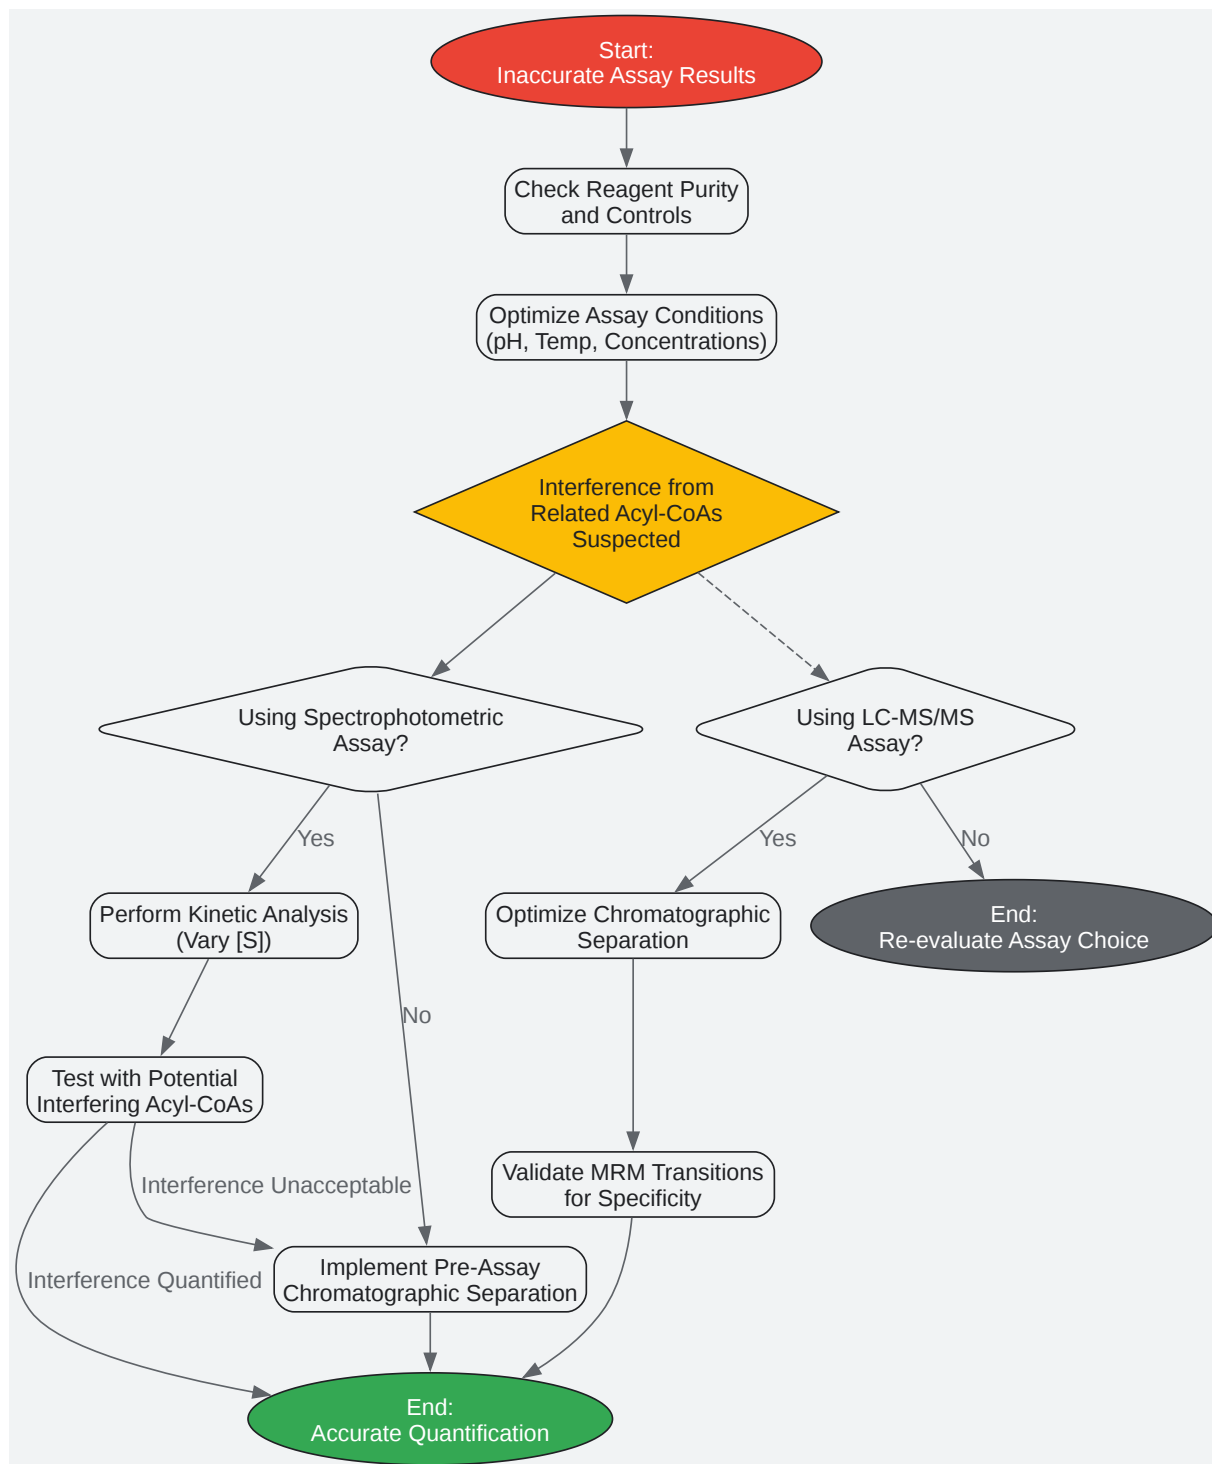 Start:
Inaccurate Assay Results
Check Reagent Purity
and Controls
Optimize Assay Conditions
(pH, Temp, Concentrations)
Interference from
Related Acyl-CoAs
Suspected
Using Spectrophotometric
Assay?
Using LC-MS/MS
Assay?
Yes
No
Yes
No
Perform Kinetic Analysis
(Vary [S])
Optimize Chromatographic
Separation
End:
Re-evaluate Assay Choice
Test with Potential
Interfering Acyl-CoAs
Interference Unacceptable
Interference Quantified
Validate MRM Transitions
for Specificity
Implement Pre-Assay
Chromatographic Separation
End:
Accurate Quantification